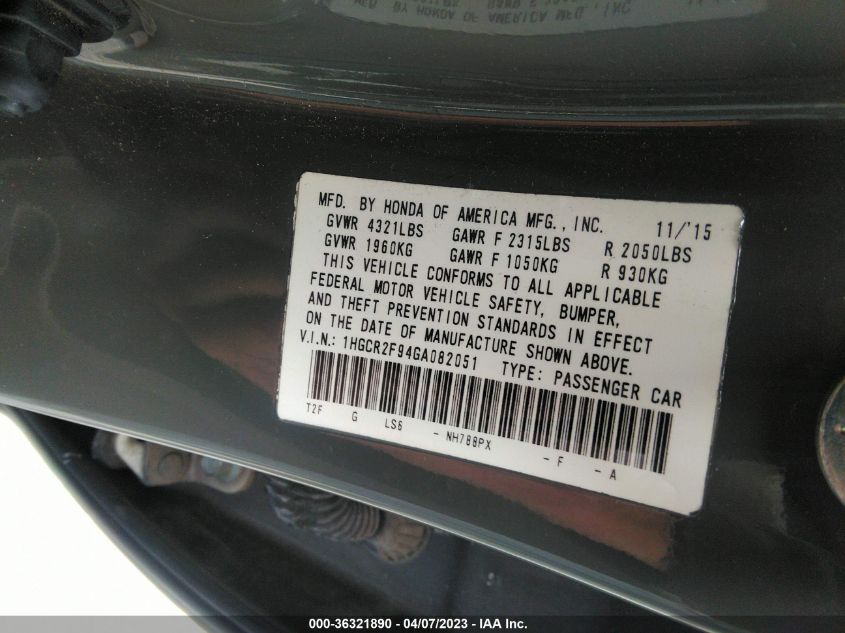 MFD. BY HONDA OF AMERICA MFG., INC. 11/'15
GVWR 4321LBS GAWR F 2315LBS R 2050LBS
GVWR 1960KG GAWR F 1050KG R 930KG
THIS VEHICLE CONFORMS TO ALL APPLICABLE
FEDERAL MOTOR VEHICLE SAFETY, BUMPER,
AND THEFT PREVENTION STANDARDS IN EFFECT
ON THE DATE OF MANUFACTURE SHOWN ABOVE.
V.I.N.: 1HGCR2F94GA082051 TYPE: PASSENGER CAR
T2F G LS6 - NH788PX - F - A
000-36321890 - 04/07/2023 - IAA Inc.